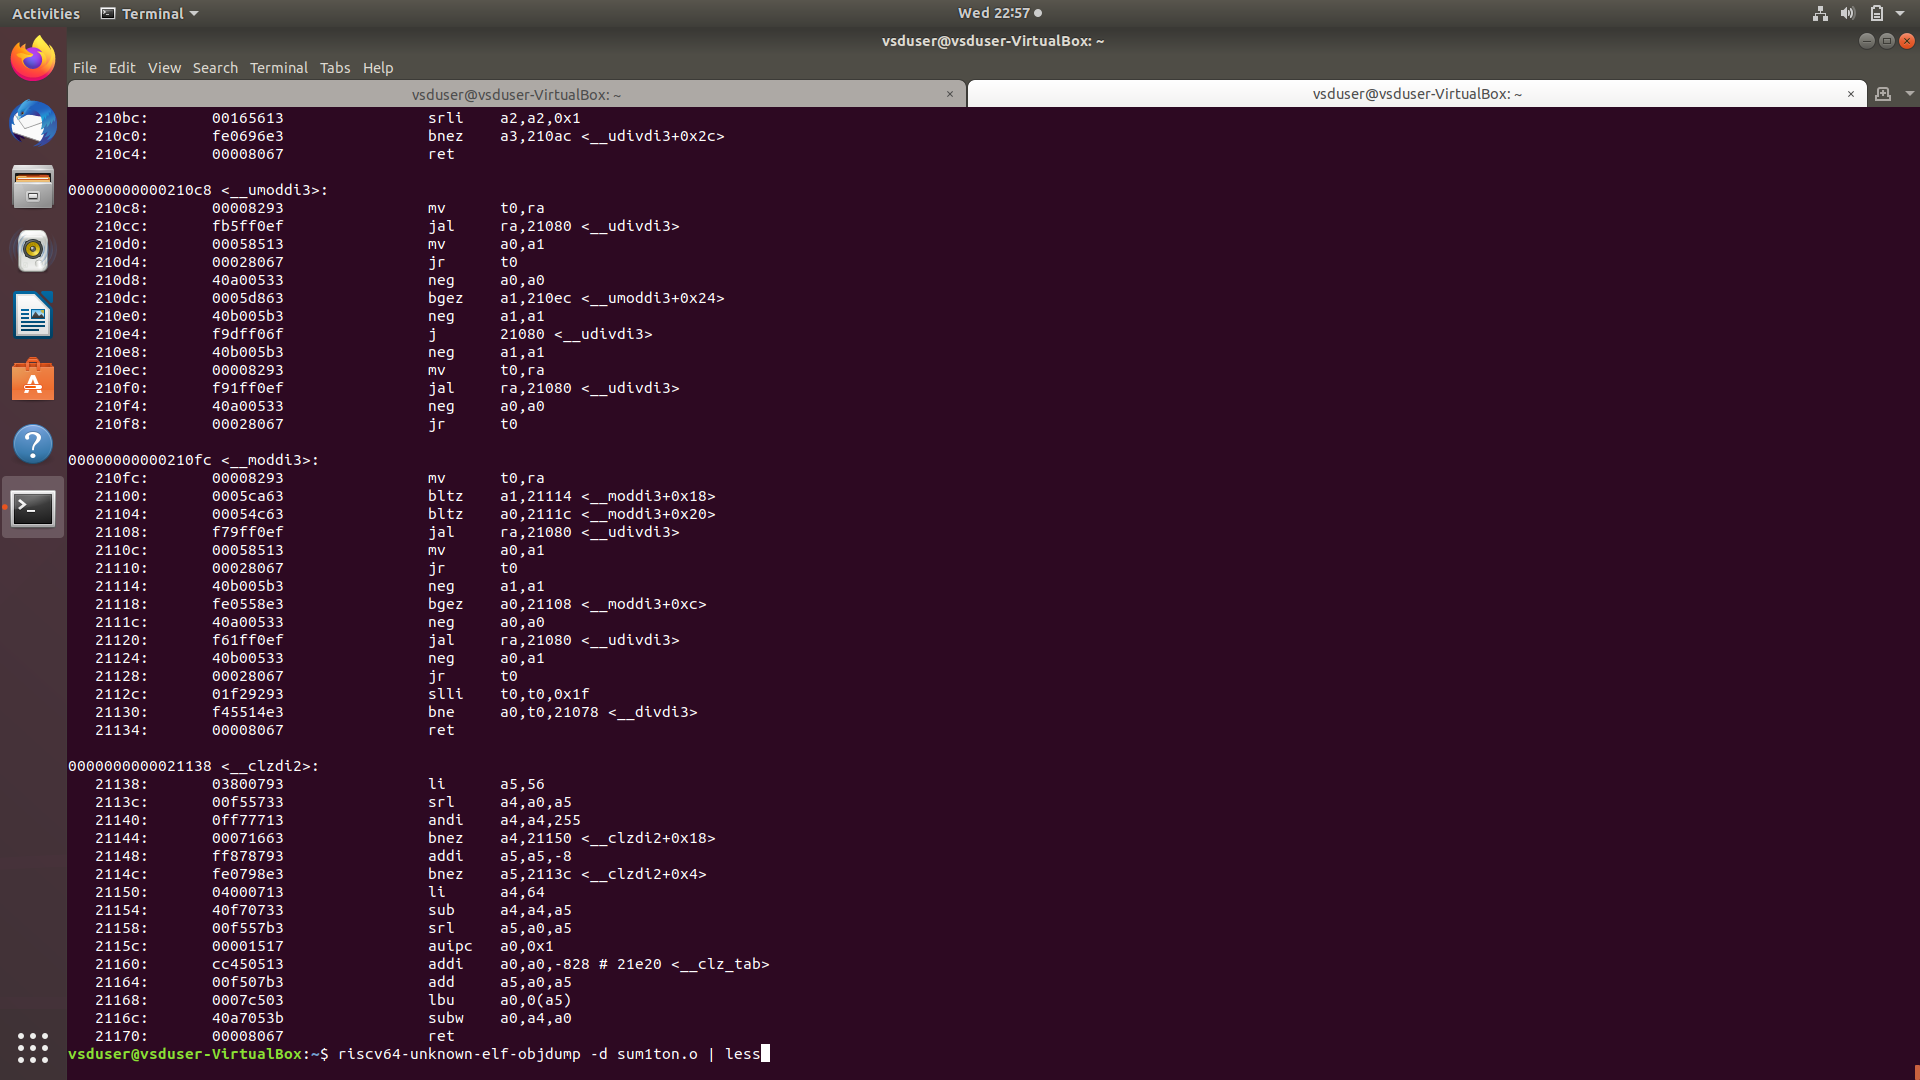 Activities Terminal Wed 22:57
vsduser@vsduser-VirtualBox: ~
File Edit View Search Terminal Tabs Help
vsduser@vsduser-VirtualBox: ~ × vsduser@vsduser-VirtualBox: ~ ×
210bc: 00165613 srli a2,a2,0x1
210c0: fe0696e3 bnez a3,210ac <__udivdi3+0x2c>
210c4: 00008067 ret
00000000000210c8 <__umoddi3>:
210c8: 00008293 mv t0,ra
210cc: fb5ff0ef jal ra,21080 <__udivdi3>
210d0: 00058513 mv a0,a1
210d4: 00028067 jr t0
210d8: 40a00533 neg a0,a0
210dc: 0005d863 bgez a1,210ec <__umoddi3+0x24>
210e0: 40b005b3 neg a1,a1
210e4: f9dff06f j 21080 <__udivdi3>
210e8: 40b005b3 neg a1,a1
210ec: 00008293 mv t0,ra
210f0: f91ff0ef jal ra,21080 <__udivdi3>
210f4: 40a00533 neg a0,a0
210f8: 00028067 jr t0
00000000000210fc <__moddi3>:
210fc: 00008293 mv t0,ra
21100: 0005ca63 bltz a1,21114 <__moddi3+0x18>
21104: 00054c63 bltz a0,2111c <__moddi3+0x20>
21108: f79ff0ef jal ra,21080 <__udivdi3>
2110c: 00058513 mv a0,a1
21110: 00028067 jr t0
21114: 40b005b3 neg a1,a1
21118: fe0558e3 bgez a0,21108 <__moddi3+0xc>
2111c: 40a00533 neg a0,a0
21120: f61ff0ef jal ra,21080 <__udivdi3>
21124: 40b00533 neg a0,a1
21128: 00028067 jr t0
2112c: 01f29293 slli t0,t0,0x1f
21130: f45514e3 bne a0,t0,21078 <__divdi3>
21134: 00008067 ret
0000000000021138 <__clzdi2>:
21138: 03800793 li a5,56
2113c: 00f55733 srl a4,a0,a5
21140: 0ff77713 andi a4,a4,255
21144: 00071663 bnez a4,21150 <__clzdi2+0x18>
21148: ff878793 addi a5,a5,-8
2114c: fe0798e3 bnez a5,2113c <__clzdi2+0x4>
21150: 04000713 li a4,64
21154: 40f70733 sub a4,a4,a5
21158: 00f557b3 srl a5,a0,a5
2115c: 00001517 auipc a0,0x1
21160: cc450513 addi a0,a0,-828 # 21e20 <__clz_tab>
21164: 00f507b3 add a5,a0,a5
21168: 0007c503 lbu a0,0(a5)
2116c: 40a7053b subw a0,a4,a0
21170: 00008067 ret
vsduser@vsduser-VirtualBox:~$ riscv64-unknown-elf-objdump -d sum1ton.o | less